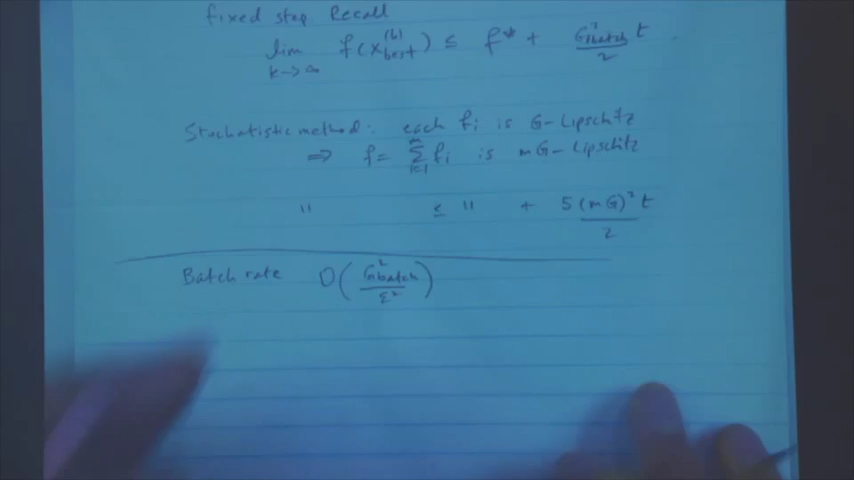 fixed step Recall
lim k→∞ f(x_best^(k)) ≤ f* + G²batch t / 2
Stochatistic method: each fi is G-Lipschitz
⇒ f = Σ_{i=1}^m fi is mG-Lipschitz
" ≤ " + 5(mG)² t / 2
Batch rate O(G²batch / ε²)